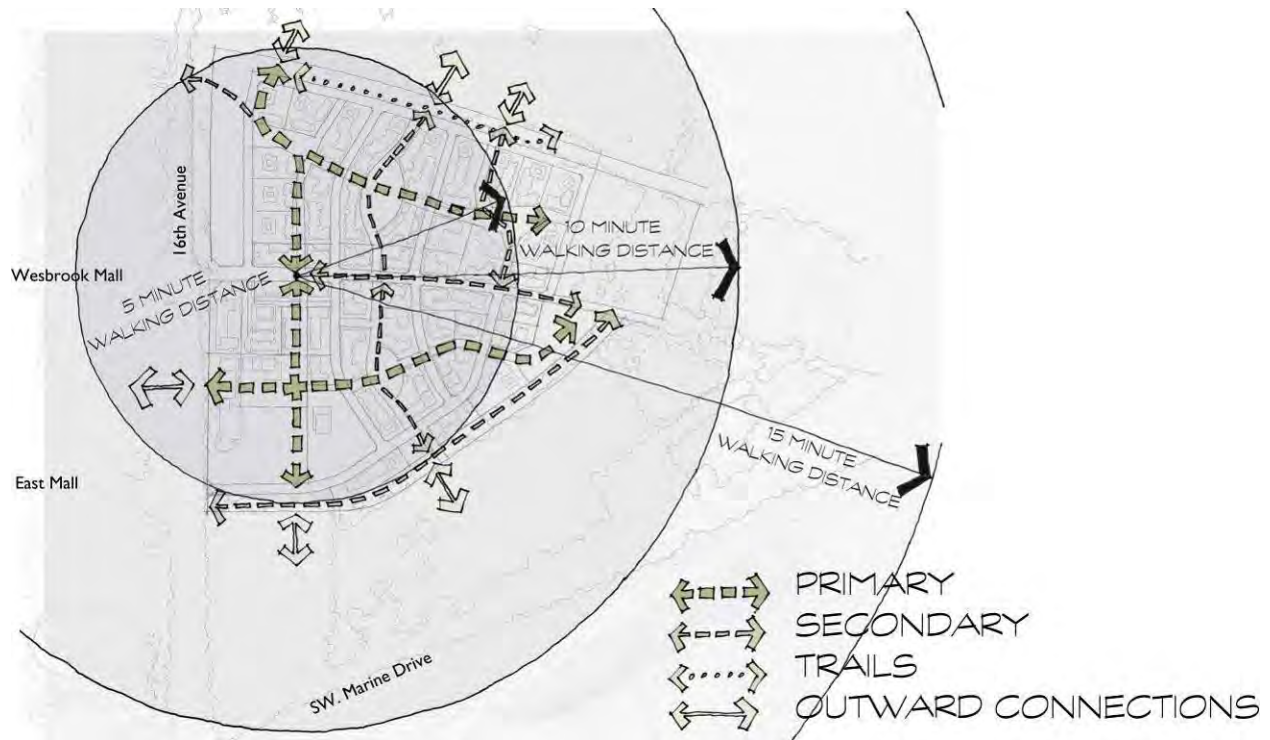 16th Avenue
Wesbrook Mall
5 MINUTE
WALKING DISTANCE
10 MINUTE
WALKING DISTANCE
15 MINUTE
WALKING DISTANCE
East Mall
SW. Marine Drive
PRIMARY
SECONDARY
TRAILS
OUTWARD CONNECTIONS